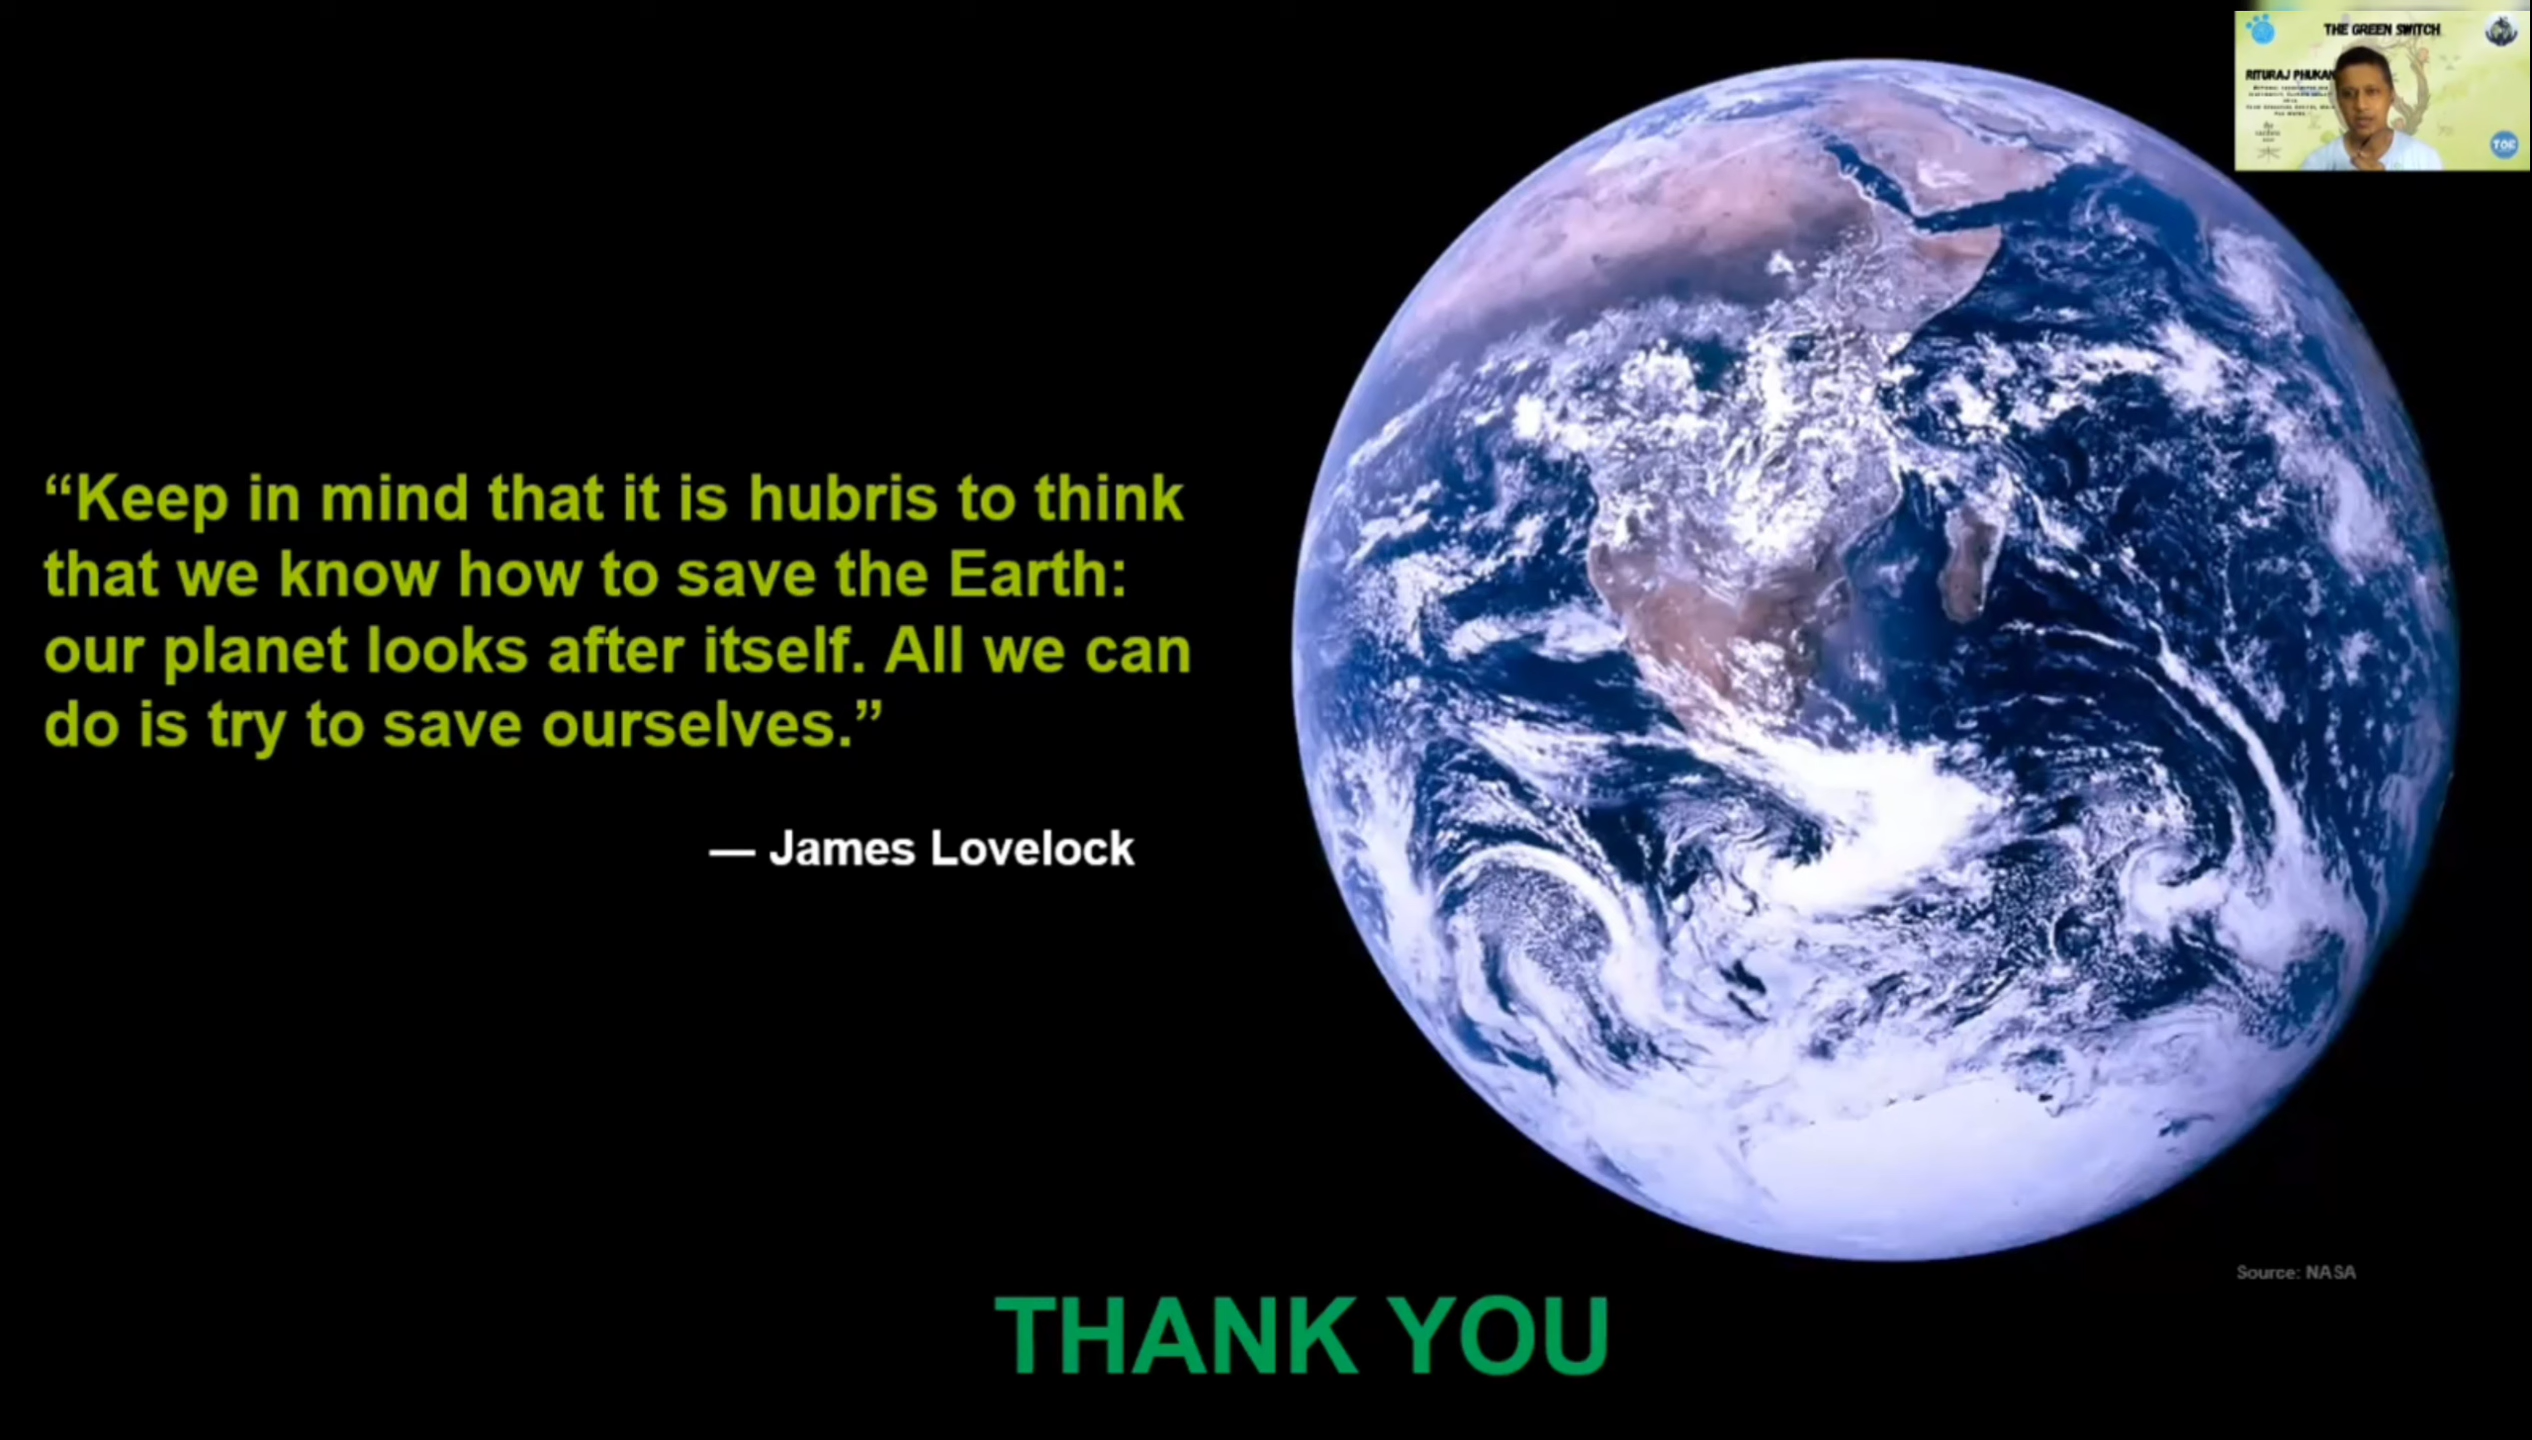 THE GREEN SWITCH
RITURAJ PHUKAN
TOE
“Keep in mind that it is hubris to think
that we know how to save the Earth:
our planet looks after itself. All we can
do is try to save ourselves.”
— James Lovelock
Source: NASA
THANK YOU